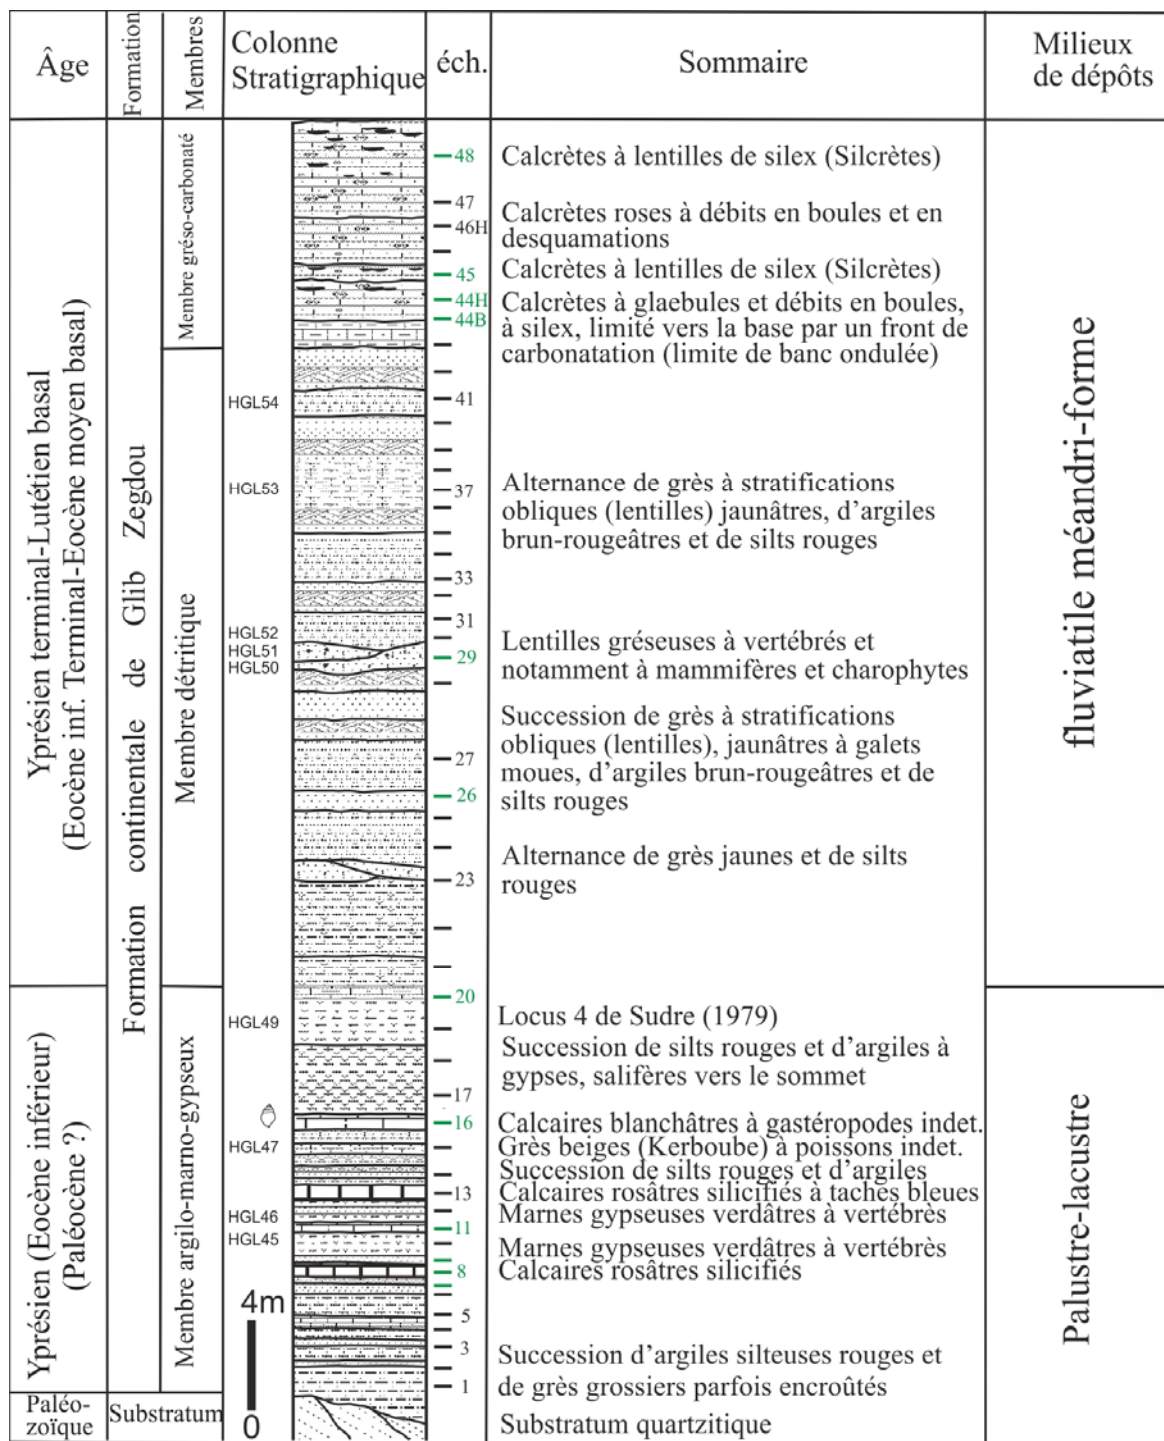 Âge
Formation
Membres
Colonne
Stratigraphique
éch.
Sommaire
Milieux
de dépôts
Yprésien terminal-Lutétien basal
(Eocène inf. Terminal-Eocène moyen basal)
Yprésien (Eocène inférieur)
(Paléocène ?)
Paléo-
zoïque
Formation continentale de Glib Zegdou
Substratum
Membre gréso-carbonaté
Membre détritique
Membre argilo-marno-gypseux
HGL54
HGL53
HGL52
HGL51
HGL50
HGL49
HGL47
HGL46
HGL45
4m
0
48
47
46H
45
44H
44B
41
37
33
31
29
27
26
23
20
17
16
13
11
8
5
3
1
Calcrètes à lentilles de silex (Silcrètes)
Calcrètes roses à débits en boules et en
desquamations
Calcrètes à lentilles de silex (Silcrètes)
Calcrètes à glaebules et débits en boules,
à silex, limité vers la base par un front de
carbonatation (limite de banc ondulée)
Alternance de grès à stratifications
obliques (lentilles) jaunâtres, d'argiles
brun-rougeâtres et de silts rouges
Lentilles gréseuses à vertébrés et
notamment à mammifères et charophytes
Succession de grès à stratifications
obliques (lentilles), jaunâtres à galets
moues, d'argiles brun-rougeâtres et de
silts rouges
Alternance de grès jaunes et de silts
rouges
Locus 4 de Sudre (1979)
Succession de silts rouges et d'argiles à
gypses, salifères vers le sommet
Calcaires blanchâtres à gastéropodes indet.
Grès beiges (Kerboube) à poissons indet.
Succession de silts rouges et d'argiles
Calcaires rosâtres silicifiés à taches bleues
Marnes gypseuses verdâtres à vertébrès
Marnes gypseuses verdâtres à vertébrès
Calcaires rosâtres silicifiés
Succession d'argiles silteuses rouges et
de grès grossiers parfois encroûtés
Substratum quartzitique
fluviatile méandri-forme
Palustre-lacustre